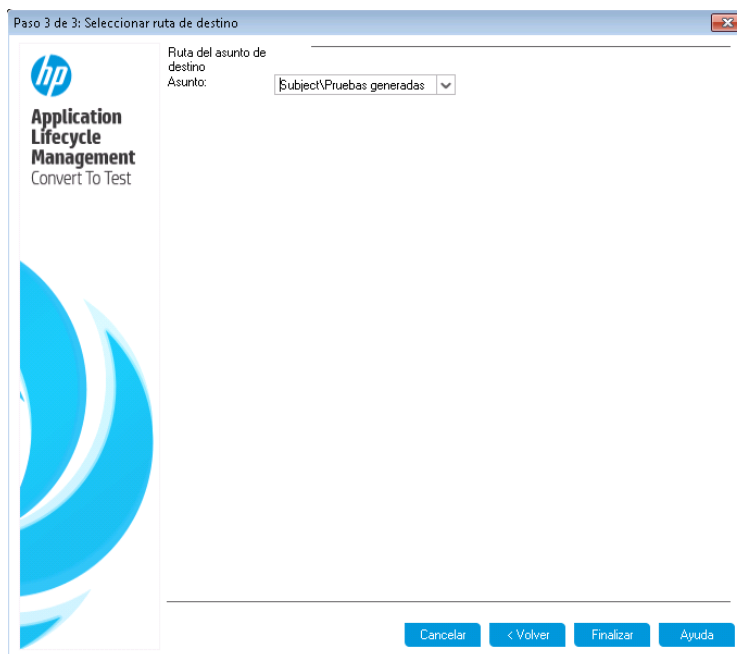 Paso 3 de 3: Seleccionar ruta de destino
hp
Application
Lifecycle
Management
Convert To Test
Ruta del asunto de
destino
Asunto:
Subject\Pruebas generadas
Cancelar
< Volver
Finalizar
Ayuda